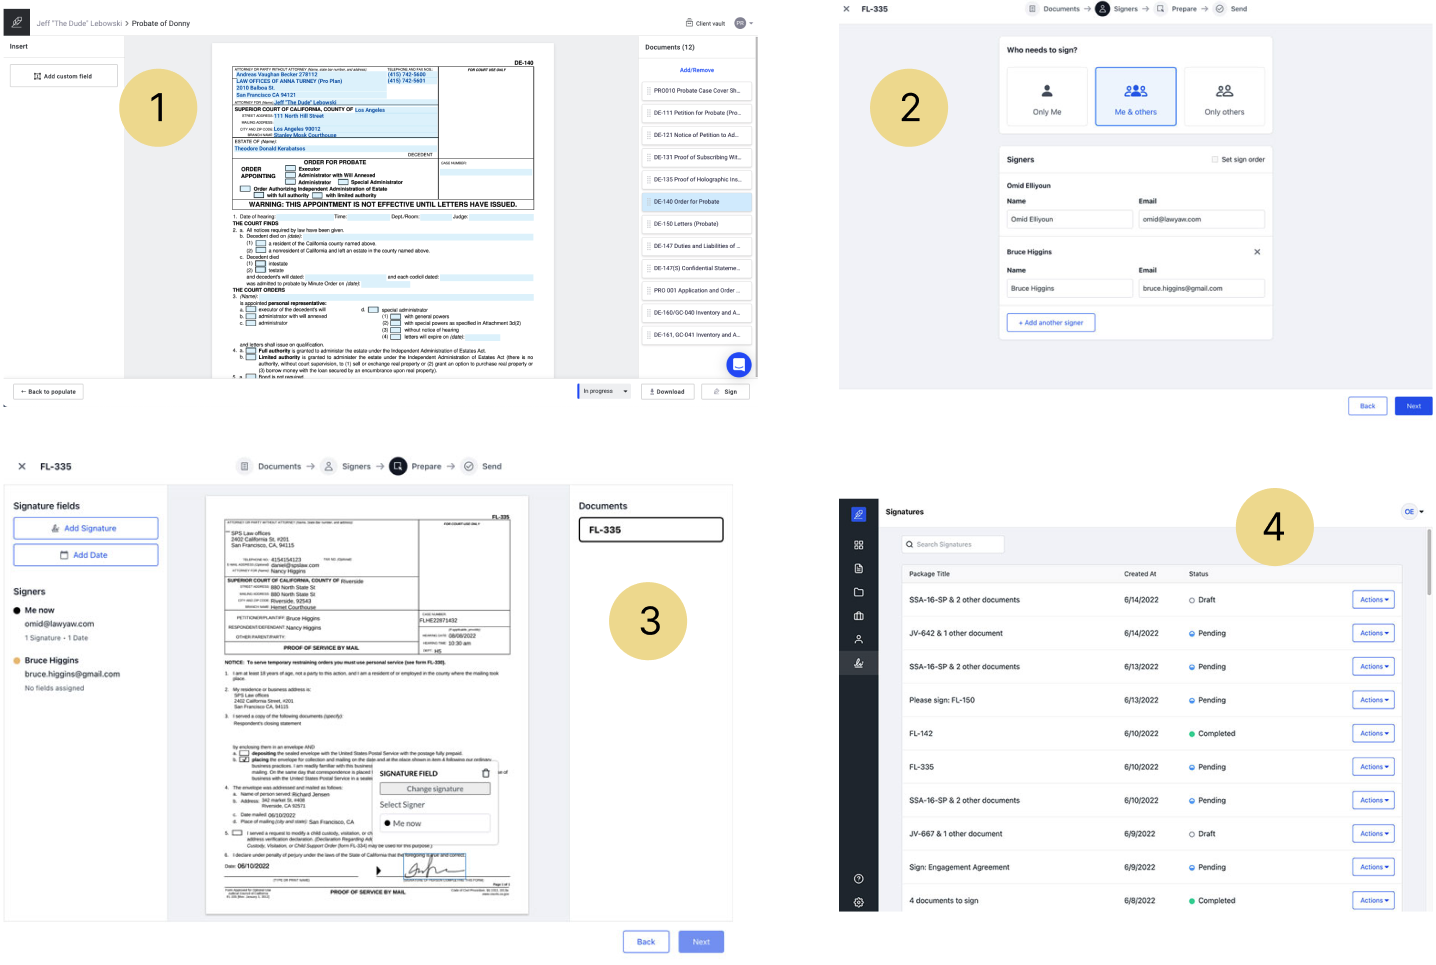 Jeff "The Dude" Lebowski > Probate of Donny
Client vault
PR
Insert
Add custom field
1
DE-140
ATTORNEY OR PARTY WITHOUT ATTORNEY (Name, state bar number, and address):
TELEPHONE AND FAX NOS.:
FOR COURT USE ONLY
Andreas Vaughan Becker 278112
(415) 742-5600
LAW OFFICES OF ANNA TURNEY (Pro Plan)
(415) 742-5601
2010 Balboa St.
San Francisco CA 94121
ATTORNEY FOR (Name): Jeff "The Dude" Lebowski
SUPERIOR COURT OF CALIFORNIA, COUNTY OF Los Angeles
STREET ADDRESS: 111 North Hill Street
MAILING ADDRESS:
CITY AND ZIP CODE: Los Angeles 90012
BRANCH NAME: Stanley Mosk Courthouse
ESTATE OF (Name):
Theodore Donald Kerabatsos
DECEDENT
ORDER FOR PROBATE
CASE NUMBER:
ORDER
APPOINTING
Executor
Administrator with Will Annexed
Administrator
Special Administrator
Order Authorizing Independent Administration of Estate
with full authority
with limited authority
WARNING: THIS APPOINTMENT IS NOT EFFECTIVE UNTIL LETTERS HAVE ISSUED.
1. Date of hearing:
Time:
Dept./Room:
Judge:
THE COURT FINDS
2. a. All notices required by law have been given.
b. Decedent died on (date):
(1) a resident of the California county named above.
(2) a nonresident of California and left an estate in the county named above.
c. Decedent died
(1) intestate
(2) testate
and decedent's will dated:
and each codicil dated:
was admitted to probate by Minute Order on (date):
THE COURT ORDERS
3. (Name):
is appointed personal representative:
a. executor of the decedent's will
d. special administrator
b. administrator with will annexed
(1) with general powers
c. administrator
(2) with special powers as specified in Attachment 3d(2)
(3) without notice of hearing
(4) letters will expire on (date):
and letters shall issue on qualification.
4. a. Full authority is granted to administer the estate under the Independent Administration of Estates Act.
b. Limited authority is granted to administer the estate under the Independent Administration of Estates Act (there is no
authority, without court supervision, to (1) sell or exchange real property or (2) grant an option to purchase real property or
(3) borrow money with the loan secured by an encumbrance upon real property).
5. a. Bond is not required.
Documents (12)
Add/Remove
PRO010 Probate Case Cover Sh...
DE-111 Petition for Probate (Pro...
DE-121 Notice of Petition to Ad...
DE-131 Proof of Subscribing Wit...
DE-135 Proof of Holographic Ins...
DE-140 Order for Probate
DE-150 Letters (Probate)
DE-147 Duties and Liabilities of ...
DE-147(S) Confidential Stateme...
PRO 001 Application and Order ...
DE-160/GC-040 Inventory and A...
DE-161, GC-041 Inventory and A...
← Back to populate
In progress
Download
Sign
FL-335
Documents → Signers → Prepare → Send
2
Who needs to sign?
Only Me
Me & others
Only others
Signers
Set sign order
Omid Elliyoun
Name
Email
Omid Elliyoun
omid@lawyaw.com
Bruce Higgins
Name
Email
Bruce Higgins
bruce.higgins@gmail.com
+ Add another signer
Back
Next
FL-335
Documents → Signers → Prepare → Send
Signature fields
Add Signature
Add Date
Signers
Me now
omid@lawyaw.com
1 Signature • 1 Date
Bruce Higgins
bruce.higgins@gmail.com
No fields assigned
FL-335
ATTORNEY OR PARTY WITHOUT ATTORNEY (Name, state bar number, and address):
FOR COURT USE ONLY
SPS Law offices
2402 California St. #201
San Francisco, CA, 94115
TELEPHONE NO.: 4154154123
FAX NO. (Optional):
E-MAIL ADDRESS (Optional): daniel@spslaw.com
ATTORNEY FOR (Name): Nancy Higgins
SUPERIOR COURT OF CALIFORNIA, COUNTY OF Riverside
STREET ADDRESS: 880 North State St
MAILING ADDRESS: 880 North State St
CITY AND ZIP CODE: Riverside, 92543
BRANCH NAME: Hemet Courthouse
PETITIONER/PLAINTIFF: Bruce Higgins
CASE NUMBER:
FLHE22871432
RESPONDENT/DEFENDANT: Nancy Higgins
(If applicable, provide):
HEARING DATE: 08/08/2022
OTHER PARENT/PARTY:
HEARING TIME: 10:30 am
PROOF OF SERVICE BY MAIL
DEPT.: H5
NOTICE: To serve temporary restraining orders you must use personal service (see form FL-330).
1. I am at least 18 years of age, not a party to this action, and I am a resident of or employed in the county where the mailing took
place.
2. My residence or business address is:
SPS Law offices
2402 California Street, #201
San Francisco CA, 94115
3. I served a copy of the following documents (specify):
Respondent's closing statement
by enclosing them in an envelope AND
a. depositing the sealed envelope with the United States Postal Service with the postage fully prepaid.
b. placing the envelope for collection and mailing on the date and at the place shown in item 4 following our ordinary
business practices. I am readily familiar with this business
mailing. On the same day that correspondence is placed
of
business with the United States Postal Service in a sealed
4. The envelope was addressed and mailed as follows:
a. Name of person served: Richard Jensen
b. Address: 342 market St. #408
Riverside, CA 92571
c. Date mailed: 06/10/2022
d. Place of mailing (city and state): San Francisco, CA
5. I served a request to modify a child custody, visitation, or ch
address verification declaration. (Declaration Regarding Ad
Custody, Visitation, or Child Support Order (form FL-334) may be used for this purpose.)
6. I declare under penalty of perjury under the laws of the State of California that the foregoing is true and correct.
Date: 06/10/2022
(TYPE OR PRINT NAME)
(SIGNATURE OF PERSON COMPLETING THIS FORM)
Page 1 of 1
PROOF OF SERVICE BY MAIL
SIGNATURE FIELD
Change signature
Select Signer
Me now
Documents
FL-335
3
Back
Next
Signatures
OE
4
Search Signatures
Package Title
Created At
Status
SSA-16-SP & 2 other documents
6/14/2022
Draft
Actions
JV-642 & 1 other document
6/14/2022
Pending
Actions
SSA-16-SP & 2 other documents
6/13/2022
Pending
Actions
Please sign: FL-150
6/13/2022
Pending
Actions
FL-142
6/10/2022
Completed
Actions
FL-335
6/10/2022
Pending
Actions
SSA-16-SP & 2 other documents
6/10/2022
Pending
Actions
JV-667 & 1 other document
6/9/2022
Draft
Actions
Sign: Engagement Agreement
6/9/2022
Pending
Actions
4 documents to sign
6/8/2022
Completed
Actions